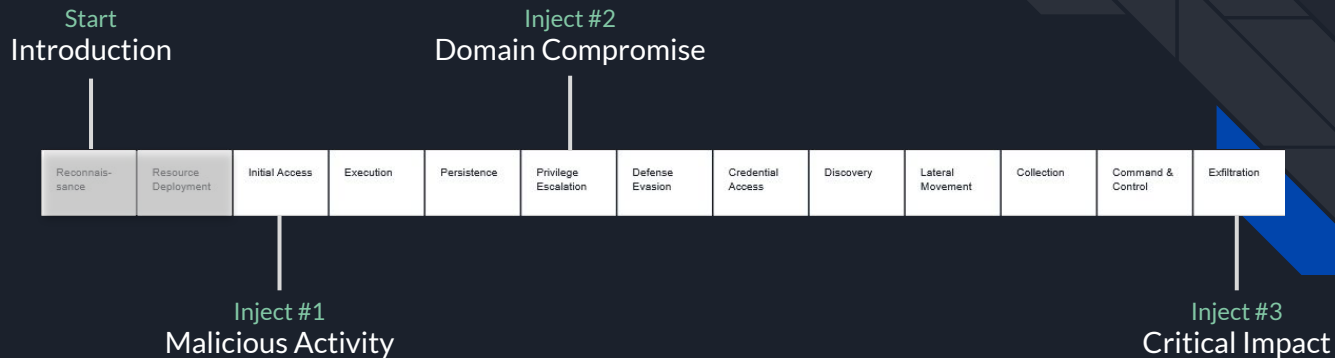 Start
Introduction
Inject #2
Domain Compromise
Reconnais-
sance
Resource
Deployment
Initial Access
Execution
Persistence
Privilege
Escalation
Defense
Evasion
Credential
Access
Discovery
Lateral
Movement
Collection
Command &
Control
Exfiltration
Inject #1
Malicious Activity
Inject #3
Critical Impact